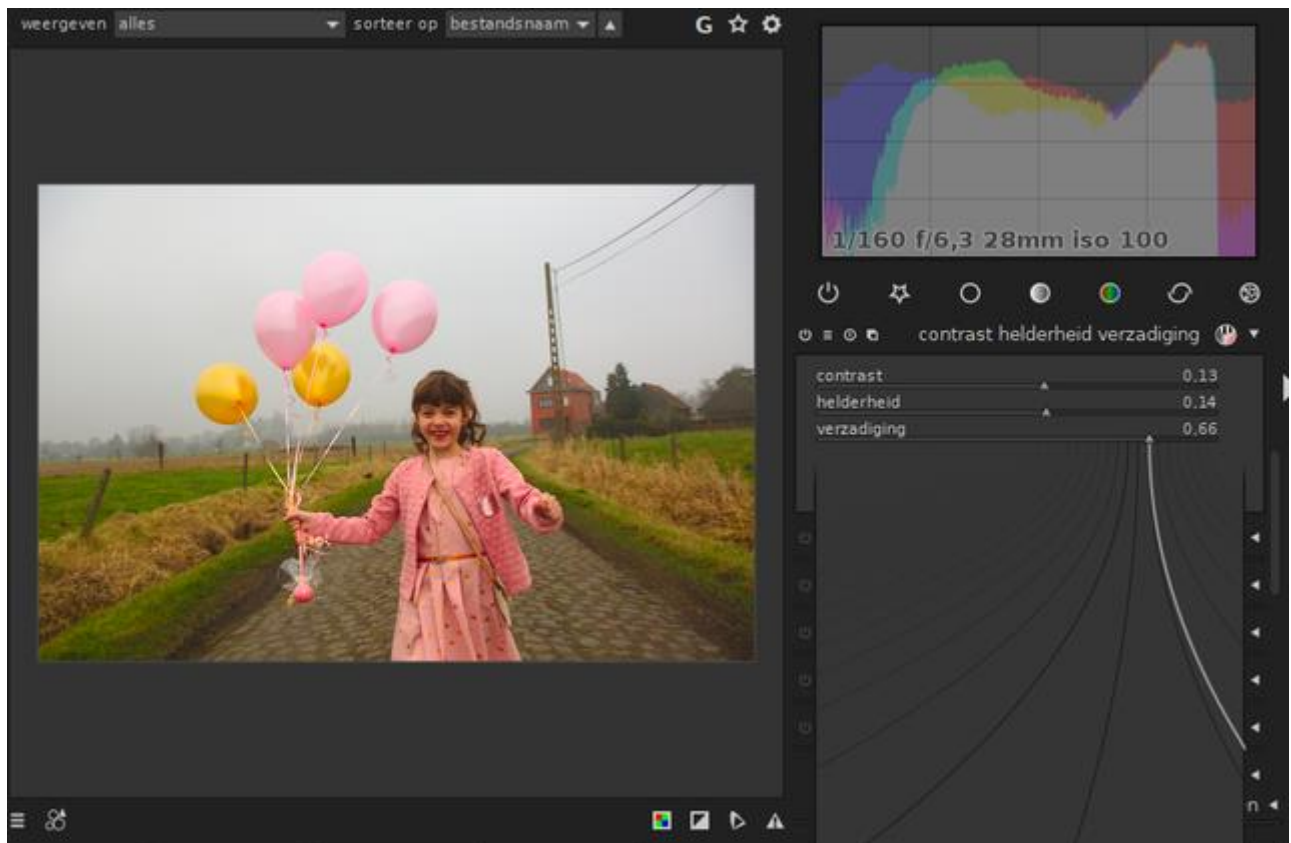 weergeven alles sorteer op bestandsnaam G
1/160 f/6,3 28mm iso 100
contrast helderheid verzadiging
contrast 0,13
helderheid 0,14
verzadiging 0,66
n